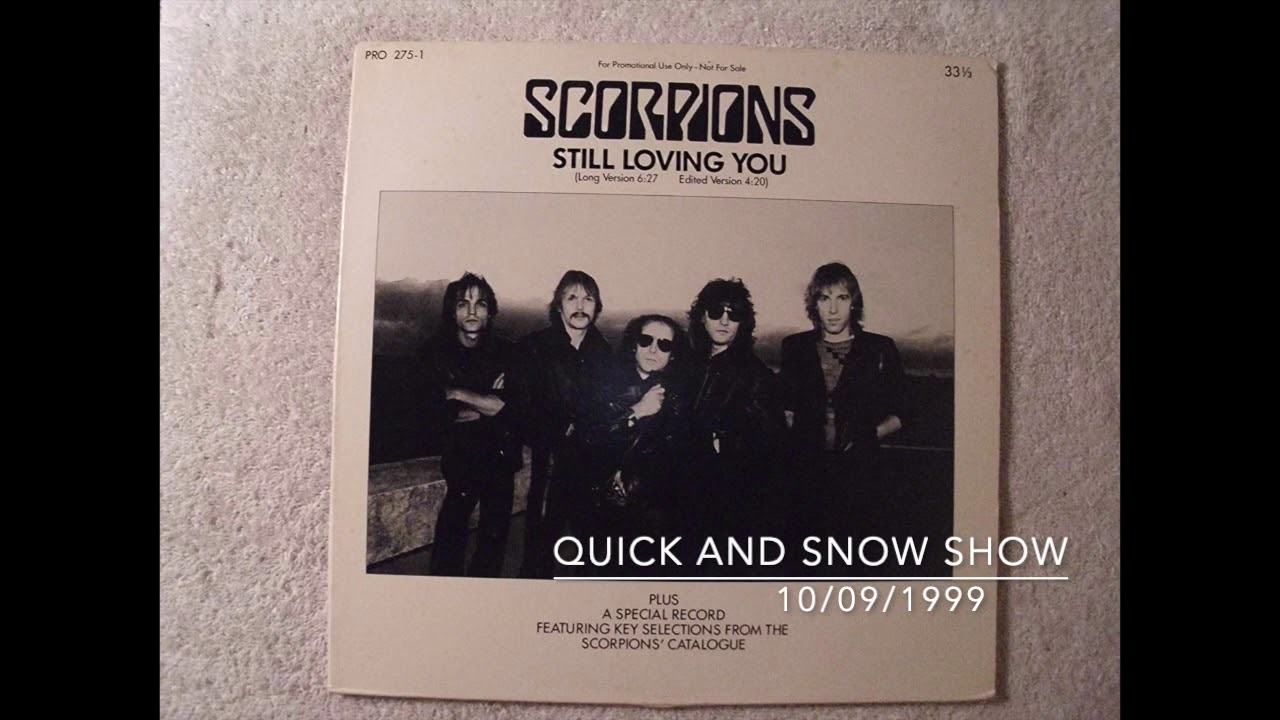 PRO 275-1
For Promotional Use Only - Not For Sale
33⅓
SCORPIONS
STILL LOVING YOU
(Long Version 6:27 Edited Version 4:20)
QUICK AND SNOW SHOW
10/09/1999
PLUS
A SPECIAL RECORD
FEATURING KEY SELECTIONS FROM THE
SCORPIONS' CATALOGUE